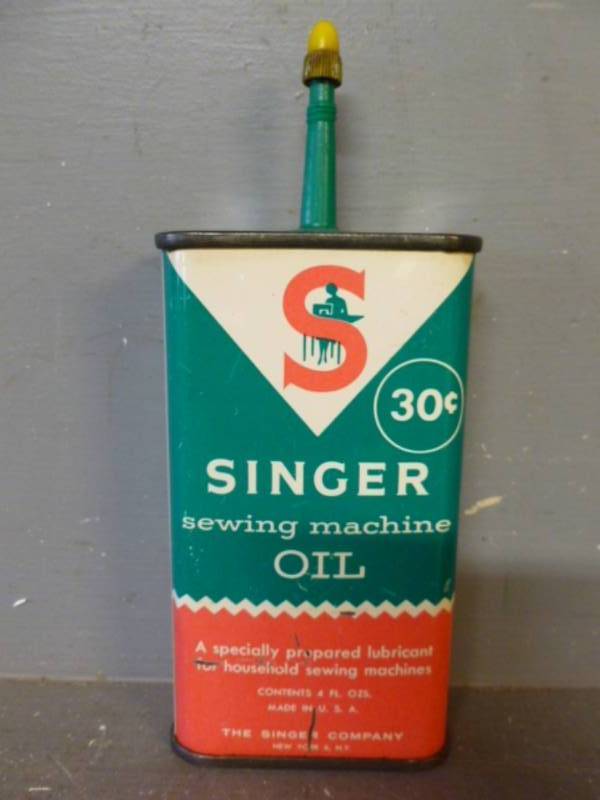 S
30¢
SINGER
sewing machine
OIL
A specially prepared lubricant
for household sewing machines
CONTENTS 4 FL. OZS.
MADE IN U. S. A.
THE SINGER COMPANY
NEW YORK 6, N.Y.